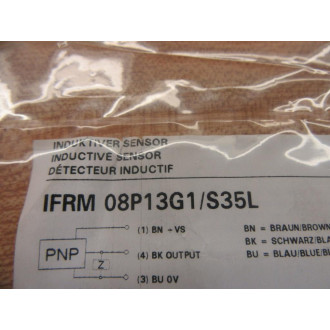 INDUKTIVER SENSOR
INDUCTIVE SENSOR
DÉTECTEUR INDUCTIF
IFRM 08P13G1/S35L
(1) BN +VS BN = BRAUN/BROWN
PNP (4) BK OUTPUT BK = SCHWARZ/BLA
Z
(3) BU 0V BU = BLAU/BLUE/BL